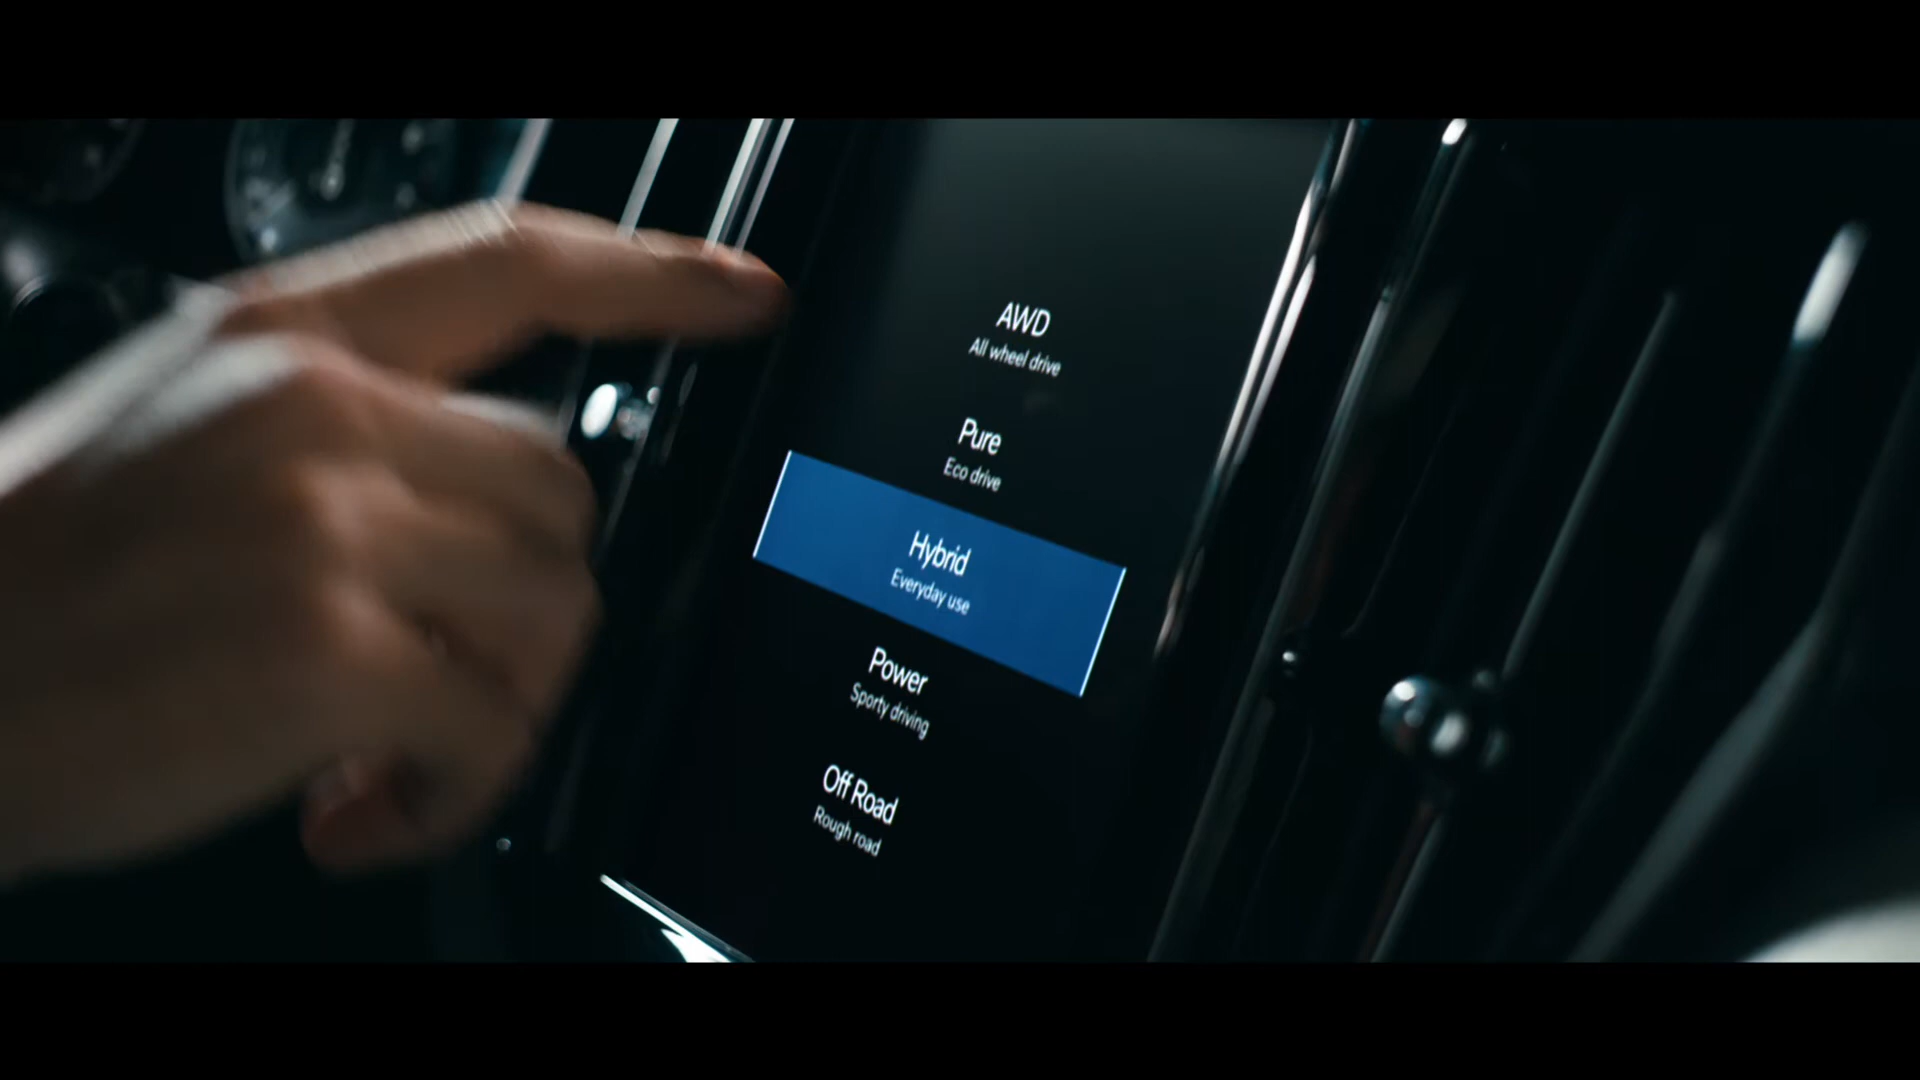 AWD
All wheel drive
Pure
Eco drive
Hybrid
Everyday use
Power
Sporty driving
Off Road
Rough road